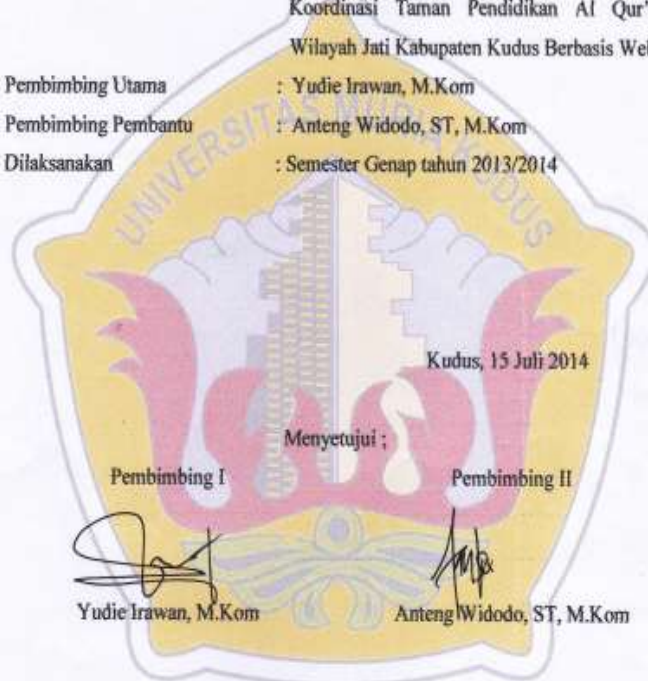 Koordinasi Taman Pendidikan Al
Wilayah Jati Kabupaten Kudus Berbasis
Pembimbing Utama : Yudie Irawan, M.Kom
Pembimbing Pembantu : Anteng Widodo, ST, M.Kom
Dilaksanakan : Semester Genap tahun 2013/2014
UNIVERSITAS MURIA KUDUS
Kudus, 15 Juli 2014
Menyetujui ;
Pembimbing I Pembimbing II
Yudie Irawan, M.Kom Anteng Widodo, ST, M.Kom